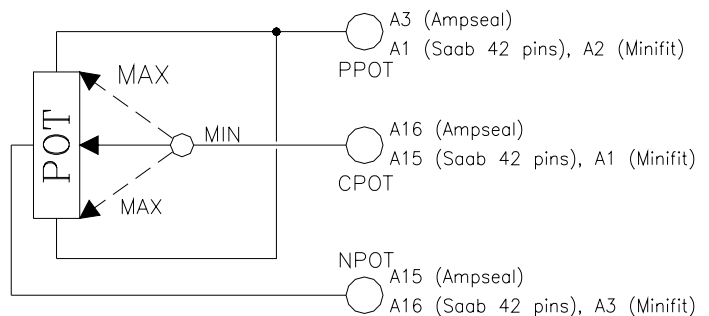 A3 (Ampseal)
A1 (Saab 42 pins), A2 (Minifit)
PPOT
MAX
POT
MIN
A16 (Ampseal)
A15 (Saab 42 pins), A1 (Minifit)
CPOT
MAX
NPOT
A15 (Ampseal)
A16 (Saab 42 pins), A3 (Minifit)